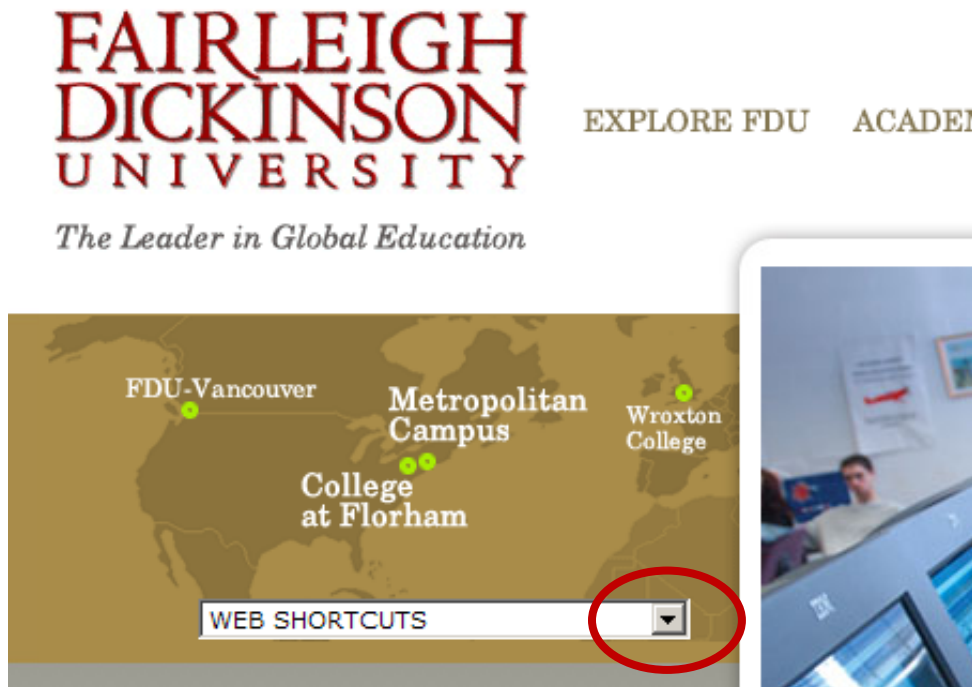 FAIRLEIGH
DICKINSON
UNIVERSITY
The Leader in Global Education
EXPLORE FDU ACADEM
FDU-Vancouver
Metropolitan
Campus
Wroxton
College
College
at Florham
WEB SHORTCUTS